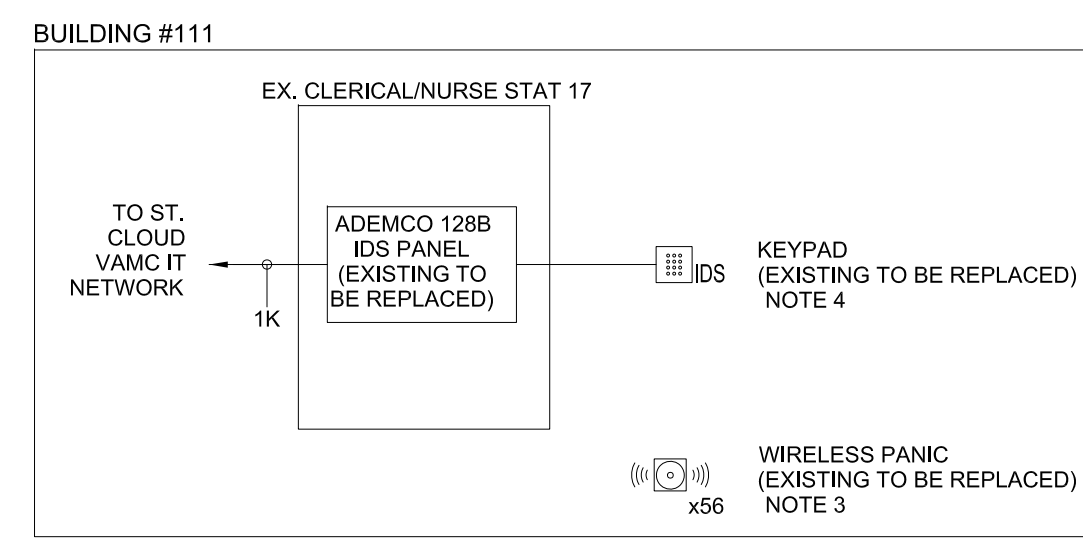 BUILDING #111
EX. CLERICAL/NURSE STAT 17
TO ST.
CLOUD
VAMC IT
NETWORK
1K
ADEMCO 128B
IDS PANEL
(EXISTING TO
BE REPLACED)
IDS
KEYPAD
(EXISTING TO BE REPLACED)
NOTE 4
x56
WIRELESS PANIC
(EXISTING TO BE REPLACED)
NOTE 3